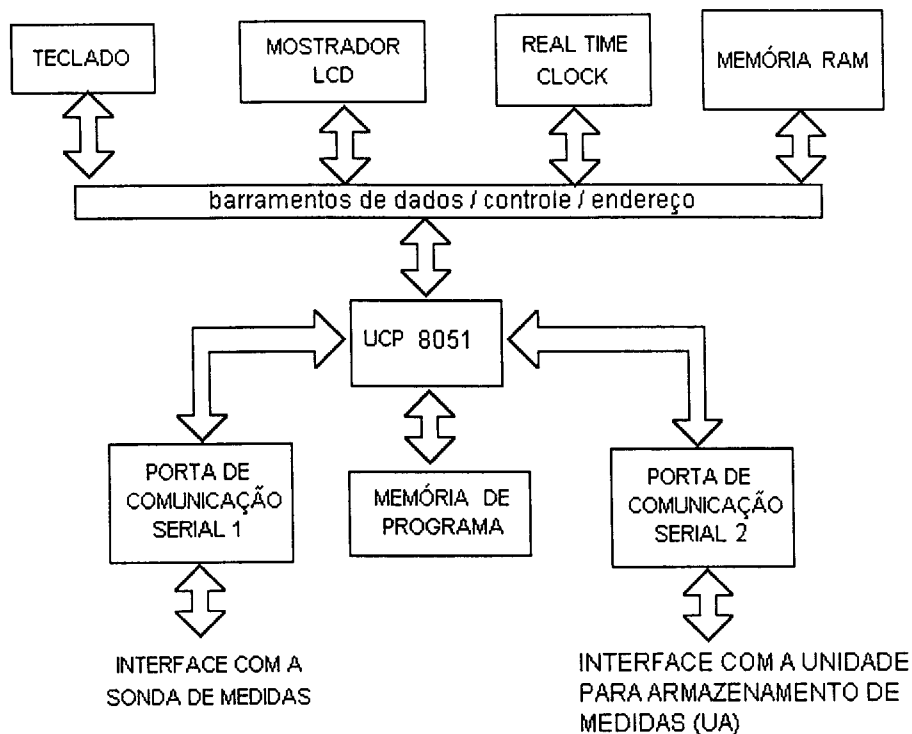 TECLADO
MOSTRADOR
LCD
REAL TIME
CLOCK
MEMÓRIA RAM
barramentos de dados / controle / endereço
UCP 8051
PORTA DE
COMUNICAÇÃO
SERIAL 1
MEMÓRIA DE
PROGRAMA
PORTA DE
COMUNICAÇÃO
SERIAL 2
INTERFACE COM A
SONDA DE MEDIDAS
INTERFACE COM A UNIDADE
PARA ARMAZENAMENTO DE
MEDIDAS (UA)